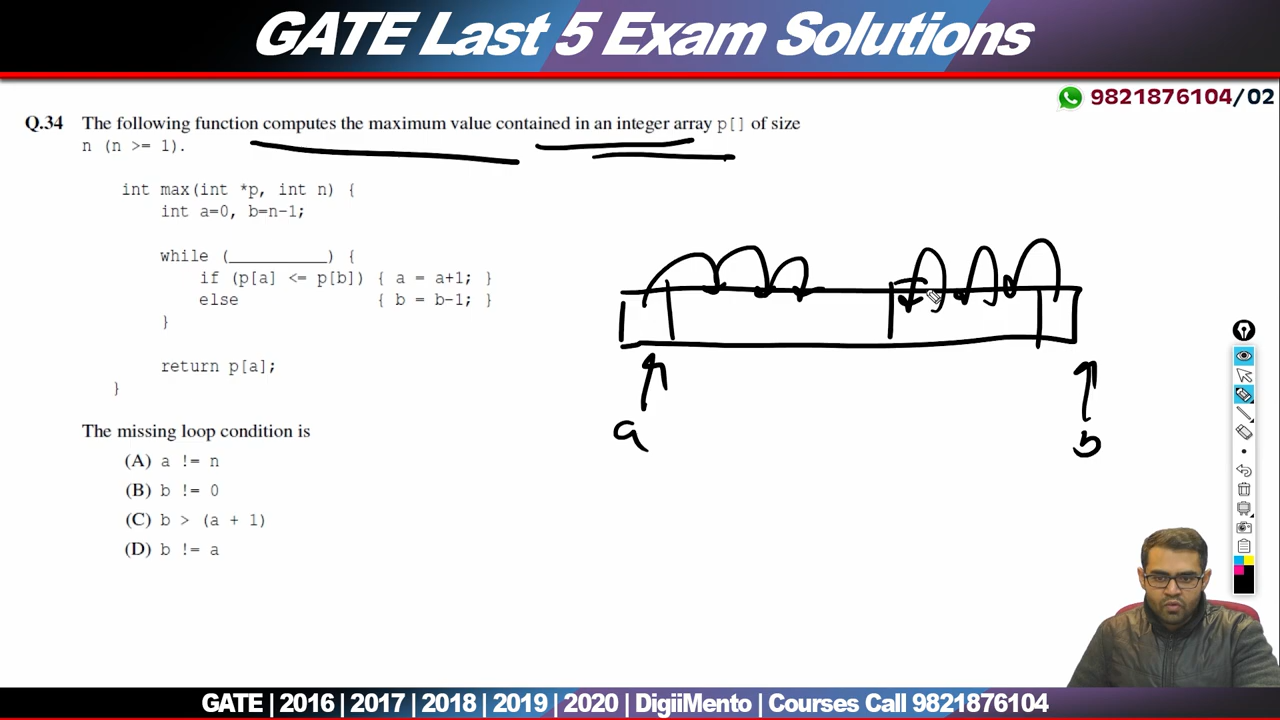 GATE Last 5 Exam Solutions
9821876104/02
Q.34 The following function computes the maximum value contained in an integer array p[] of size
n (n >= 1).
int max(int *p, int n) {
int a=0, b=n-1;
while (__________) {
if (p[a] <= p[b]) { a = a+1; }
else { b = b-1; }
}
return p[a];
}
The missing loop condition is
(A) a != n
(B) b != 0
(C) b > (a + 1)
(D) b != a
a
b
GATE | 2016 | 2017 | 2018 | 2019 | 2020 | DigiiMento | Courses Call 9821876104